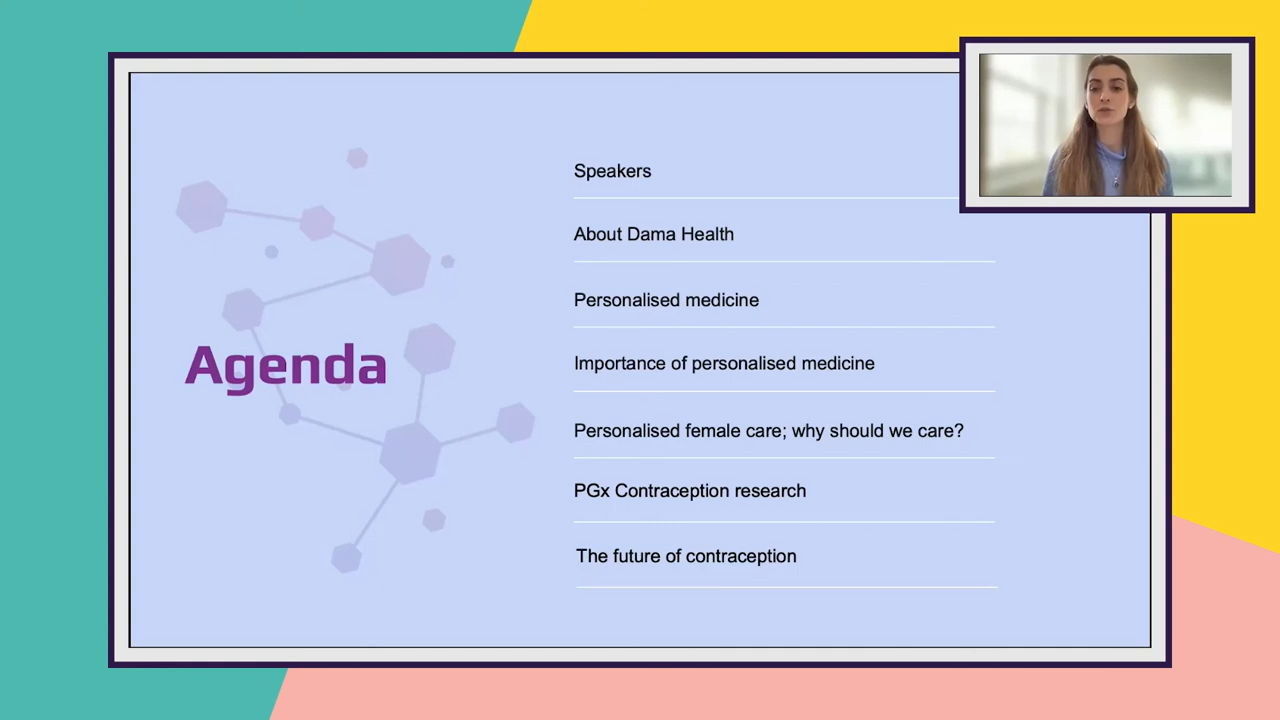 Agenda
Speakers
About Dama Health
Personalised medicine
Importance of personalised medicine
Personalised female care; why should we care?
PGx Contraception research
The future of contraception